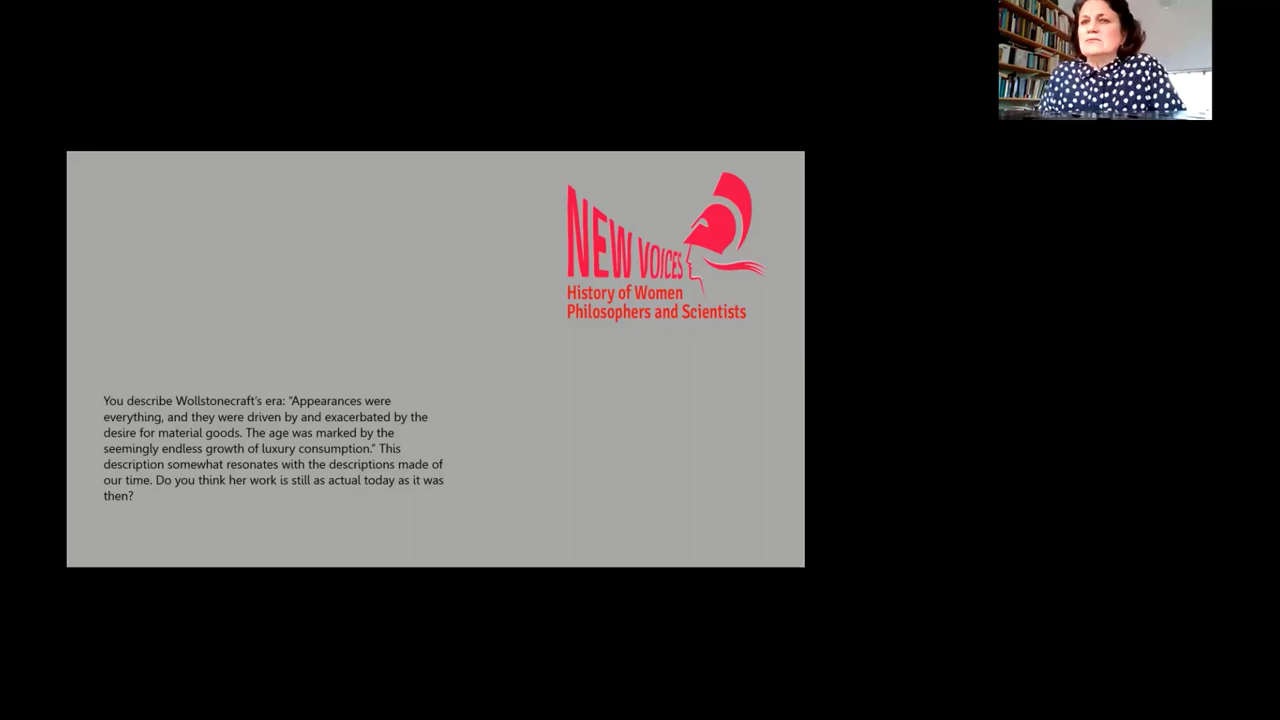 NEW VOICES
History of Women
Philosophers and Scientists
You describe Wollstonecraft's era: “Appearances were
everything, and they were driven by and exacerbated by the
desire for material goods. The age was marked by the
seemingly endless growth of luxury consumption.” This
description somewhat resonates with the descriptions made of
our time. Do you think her work is still as actual today as it was
then?